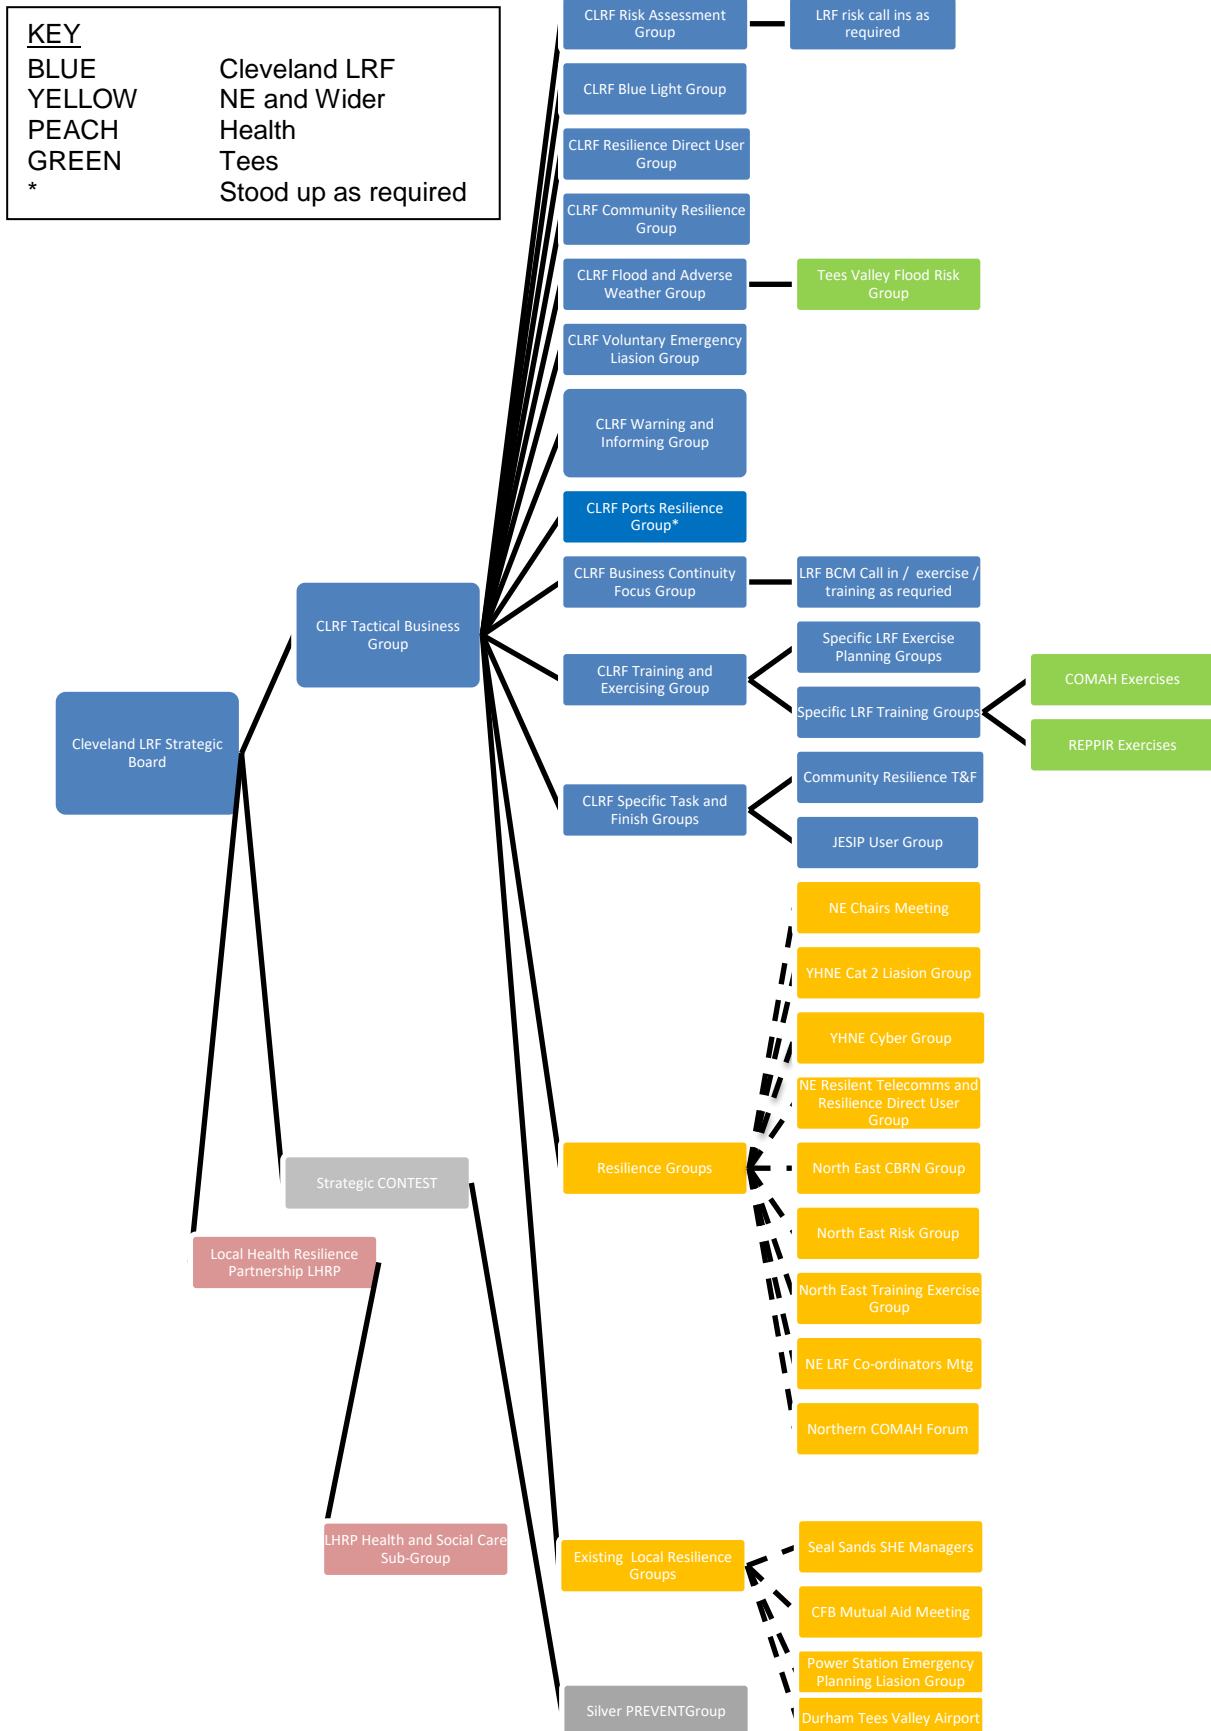 KEY
BLUE Cleveland LRF
YELLOW NE and Wider
PEACH Health
GREEN Tees
* Stood up as required
CLRF Risk Assessment
Group
LRF risk call ins as
required
CLRF Blue Light Group
CLRF Resilience Direct User
Group
CLRF Community Resilience
Group
CLRF Flood and Adverse
Weather Group
Tees Valley Flood Risk
Group
CLRF Voluntary Emergency
Liasion Group
CLRF Warning and
Informing Group
CLRF Ports Resilience
Group*
CLRF Business Continuity
Focus Group
LRF BCM Call in / exercise /
training as requried
CLRF Tactical Business
Group
CLRF Training and
Exercising Group
Specific LRF Exercise
Planning Groups
Specific LRF Training Groups
COMAH Exercises
REPPIR Exercises
Cleveland LRF Strategic
Board
CLRF Specific Task and
Finish Groups
Community Resilience T&F
JESIP User Group
NE Chairs Meeting
YHNE Cat 2 Liasion Group
YHNE Cyber Group
NE Resilent Telecomms and
Resilience Direct User
Group
Resilience Groups
North East CBRN Group
North East Risk Group
North East Training Exercise
Group
NE LRF Co-ordinators Mtg
Northern COMAH Forum
Strategic CONTEST
Local Health Resilience
Partnership LHRP
LHRP Health and Social Care
Sub-Group
Existing Local Resilience
Groups
Seal Sands SHE Managers
CFB Mutual Aid Meeting
Power Station Emergency
Planning Liasion Group
Durham Tees Valley Airport
Silver PREVENTGroup